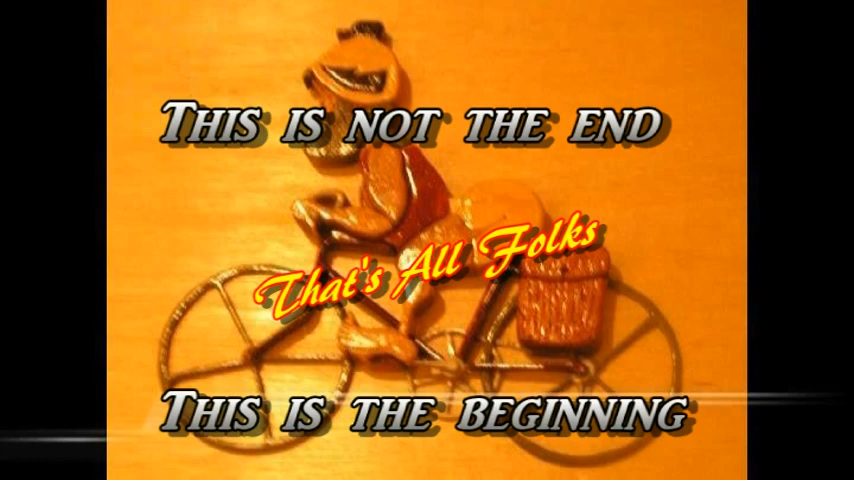 This is not the end
That's All Folks
This is the beginning